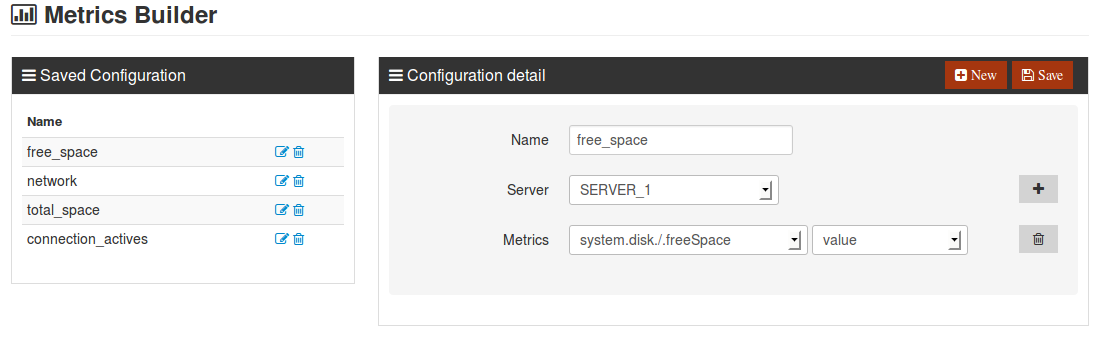 Metrics Builder
Saved Configuration
Name
free_space
network
total_space
connection_actives
Configuration detail
New
Save
Name
free_space
Server
SERVER_1
Metrics
system.disk./.freeSpace
value